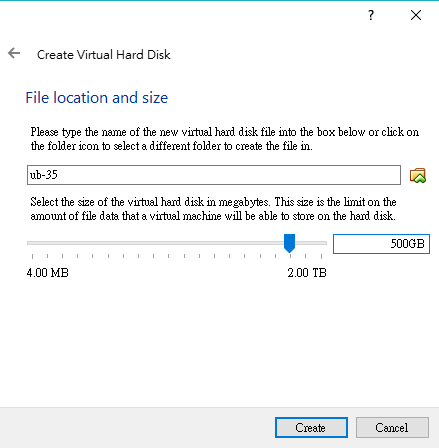 ?
Create Virtual Hard Disk
File location and size
Please type the name of the new virtual hard disk file into the box below or click on
the folder icon to select a different folder to create the file in.
ub-35
Select the size of the virtual hard disk in megabytes. This size is the limit on the
amount of file data that a virtual machine will be able to store on the hard disk.
500GB
4.00 MB 2.00 TB
Create Cancel